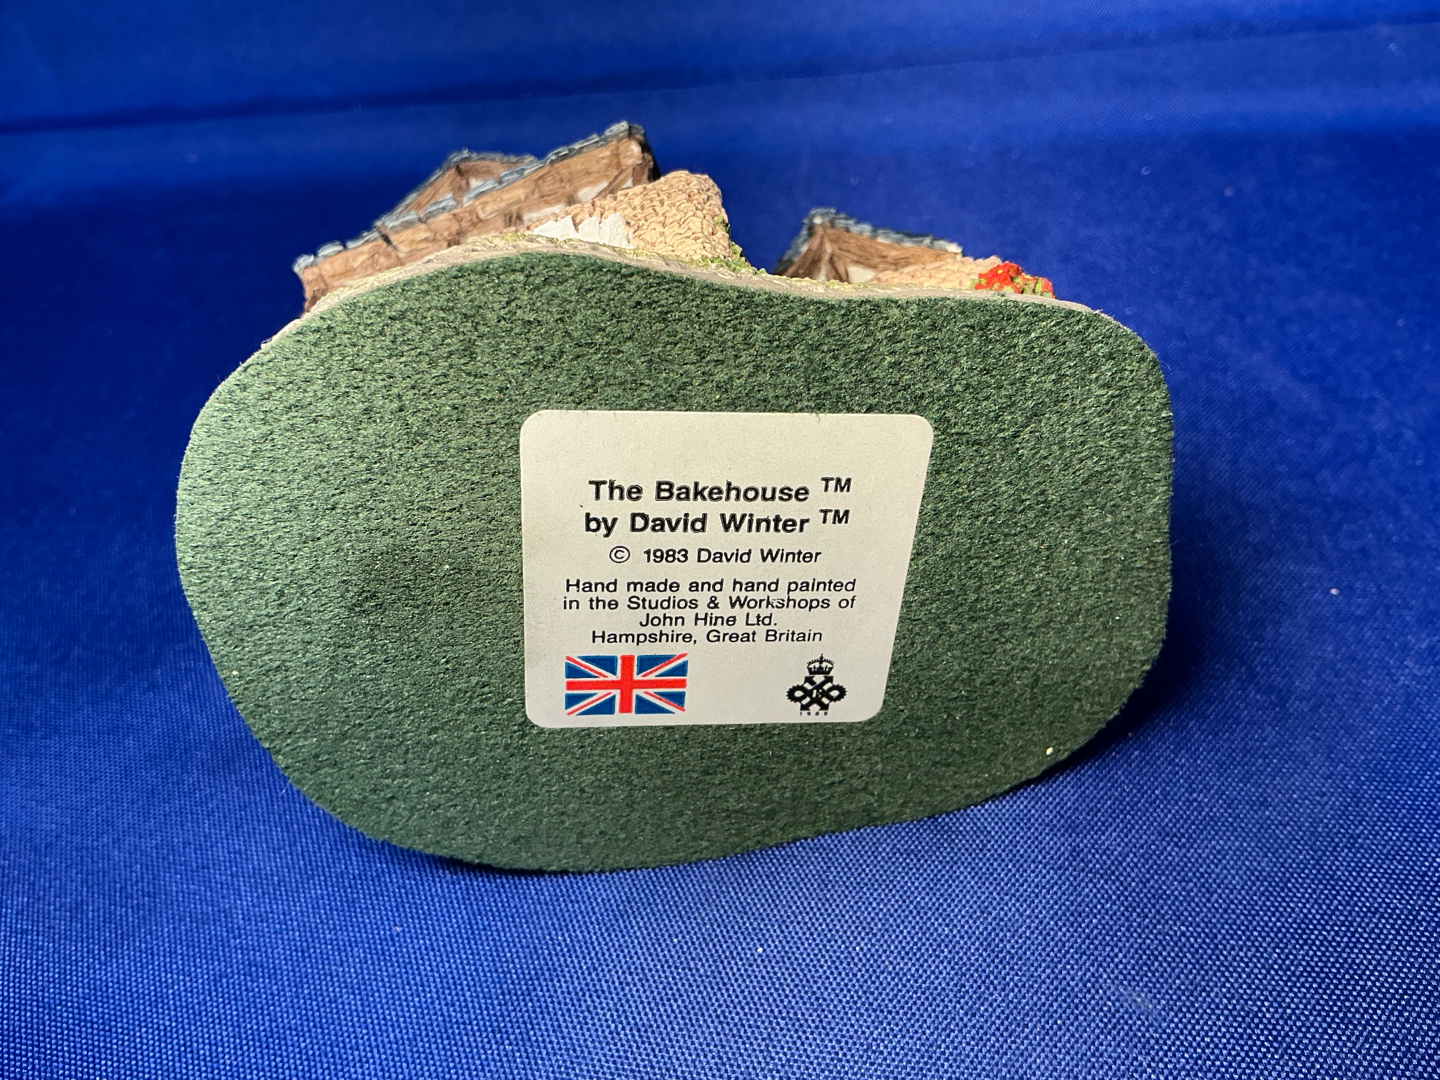 The Bakehouse ™
by David Winter ™
© 1983 David Winter
Hand made and hand painted
in the Studios & Workshops of
John Hine Ltd.
Hampshire, Great Britain